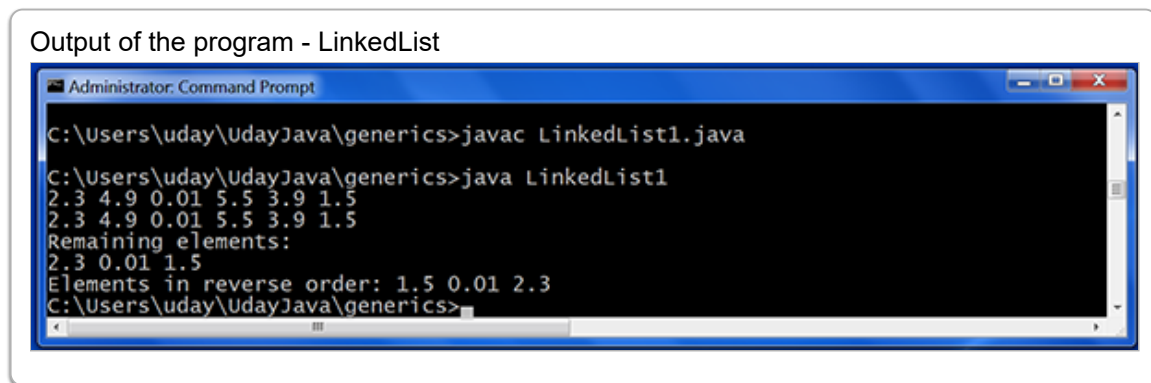 Output of the program - LinkedList
Administrator: Command Prompt
C:\Users\uday\UdayJava\generics>javac LinkedList1.java
C:\Users\uday\UdayJava\generics>java LinkedList1
2.3 4.9 0.01 5.5 3.9 1.5
2.3 4.9 0.01 5.5 3.9 1.5
Remaining elements:
2.3 0.01 1.5
Elements in reverse order: 1.5 0.01 2.3
C:\Users\uday\UdayJava\generics>